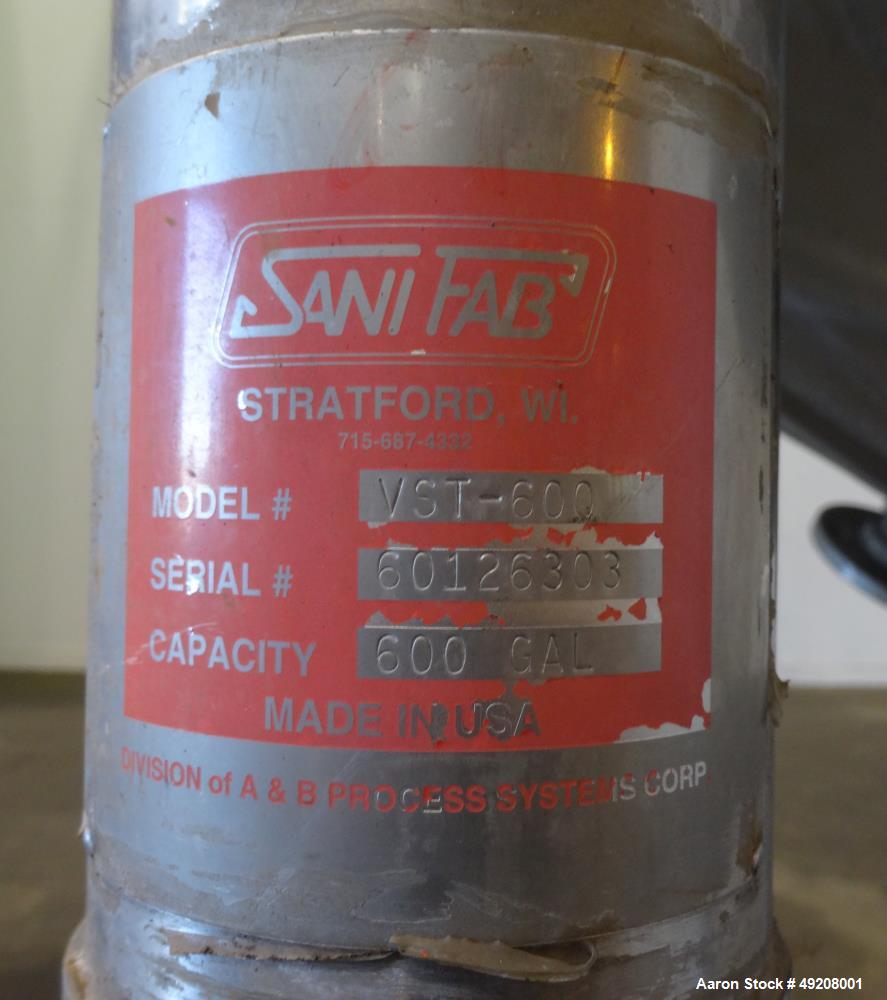 SANI FAB
STRATFORD, WI.
715-687-4332
MODEL # VST-600
SERIAL # 60126303
CAPACITY 600 GAL
MADE IN USA
DIVISION of A & B PROCESS SYSTEMS CORP.
Aaron Stock # 49208001